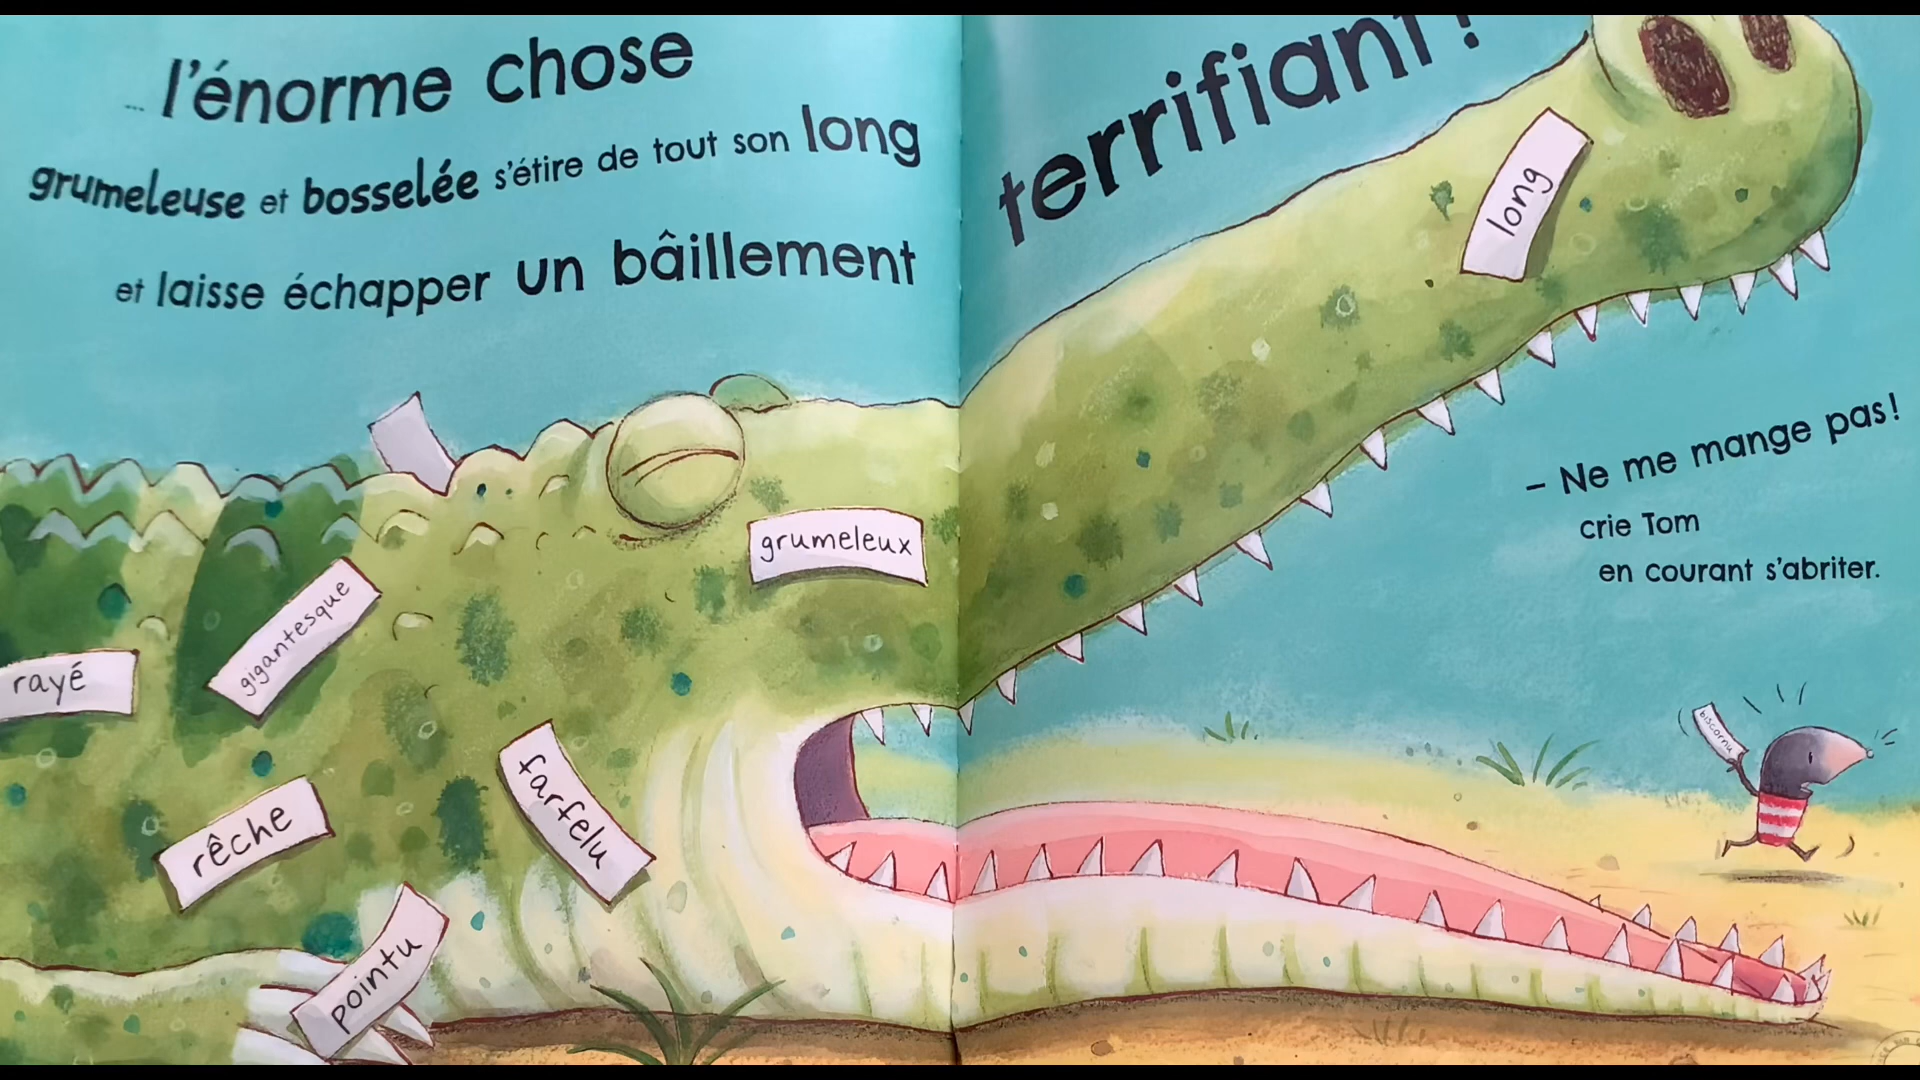 ... l'énorme chose
grumeleuse et bosselée s'étire de tout son long
et laisse échapper un bâillement
terrifiant !
long
– Ne me mange pas !
crie Tom
en courant s'abriter.
grumeleux
gigantesque
rayé
farfelu
rêche
pointu
biscornu